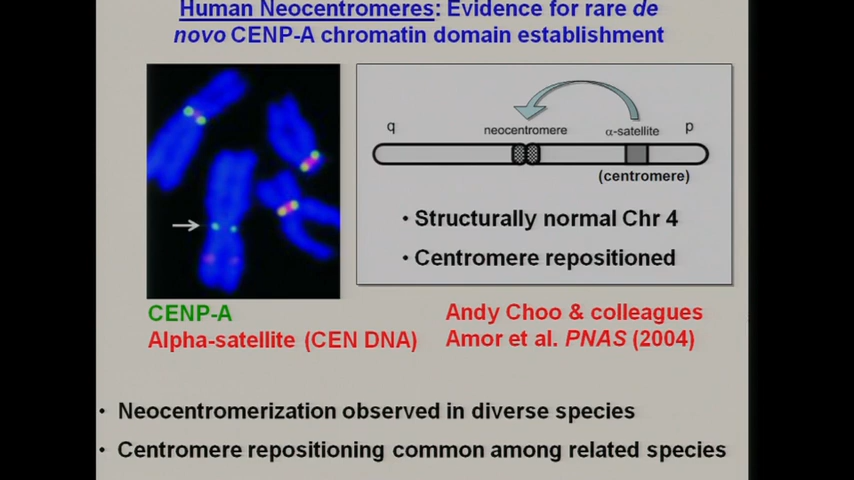 Human Neocentromeres: Evidence for rare de
novo CENP-A chromatin domain establishment
q
neocentromere
α-satellite
p
(centromere)
• Structurally normal Chr 4
• Centromere repositioned
CENP-A
Alpha-satellite (CEN DNA)
Andy Choo & colleagues
Amor et al. PNAS (2004)
• Neocentromerization observed in diverse species
• Centromere repositioning common among related species